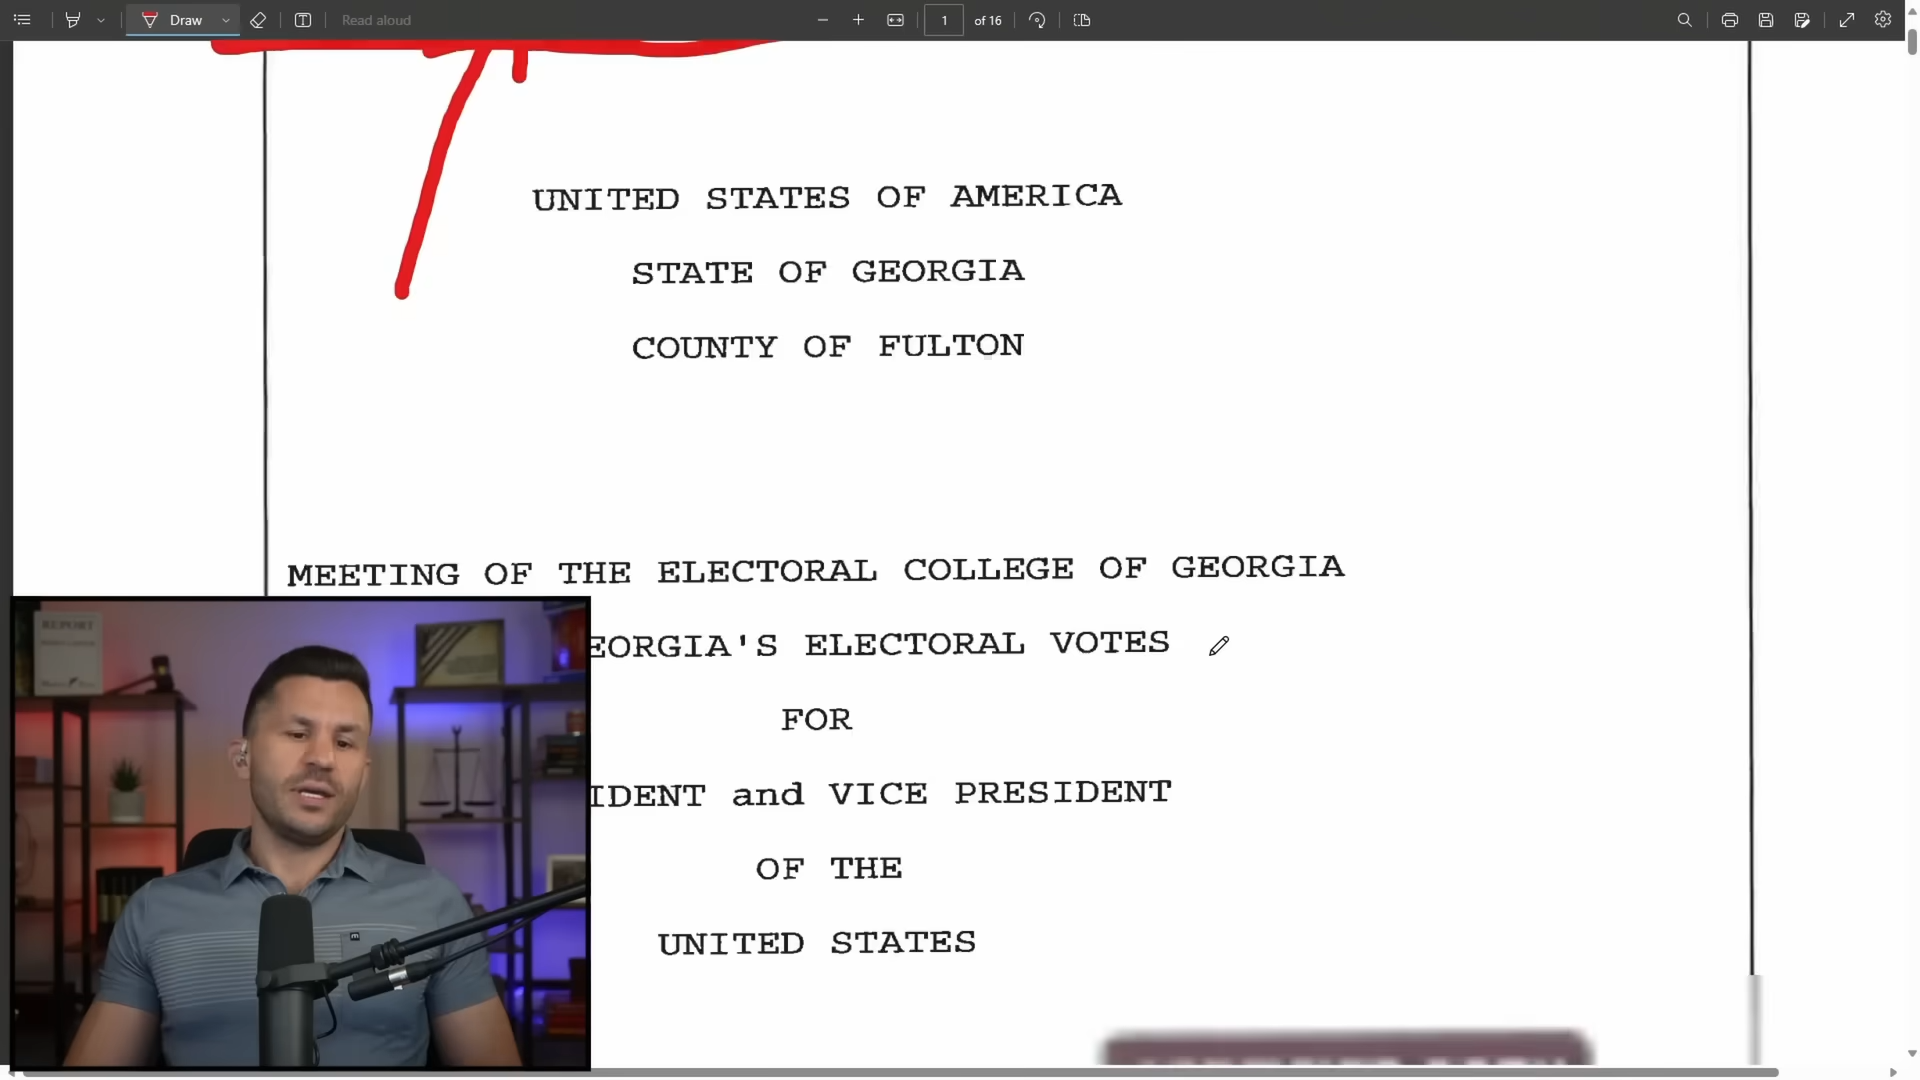 Draw
Read aloud
1
of 16
UNITED STATES OF AMERICA
STATE OF GEORGIA
COUNTY OF FULTON
MEETING OF THE ELECTORAL COLLEGE OF GEORGIA
EORGIA'S ELECTORAL VOTES
FOR
IDENT and VICE PRESIDENT
OF THE
UNITED STATES
REPORT